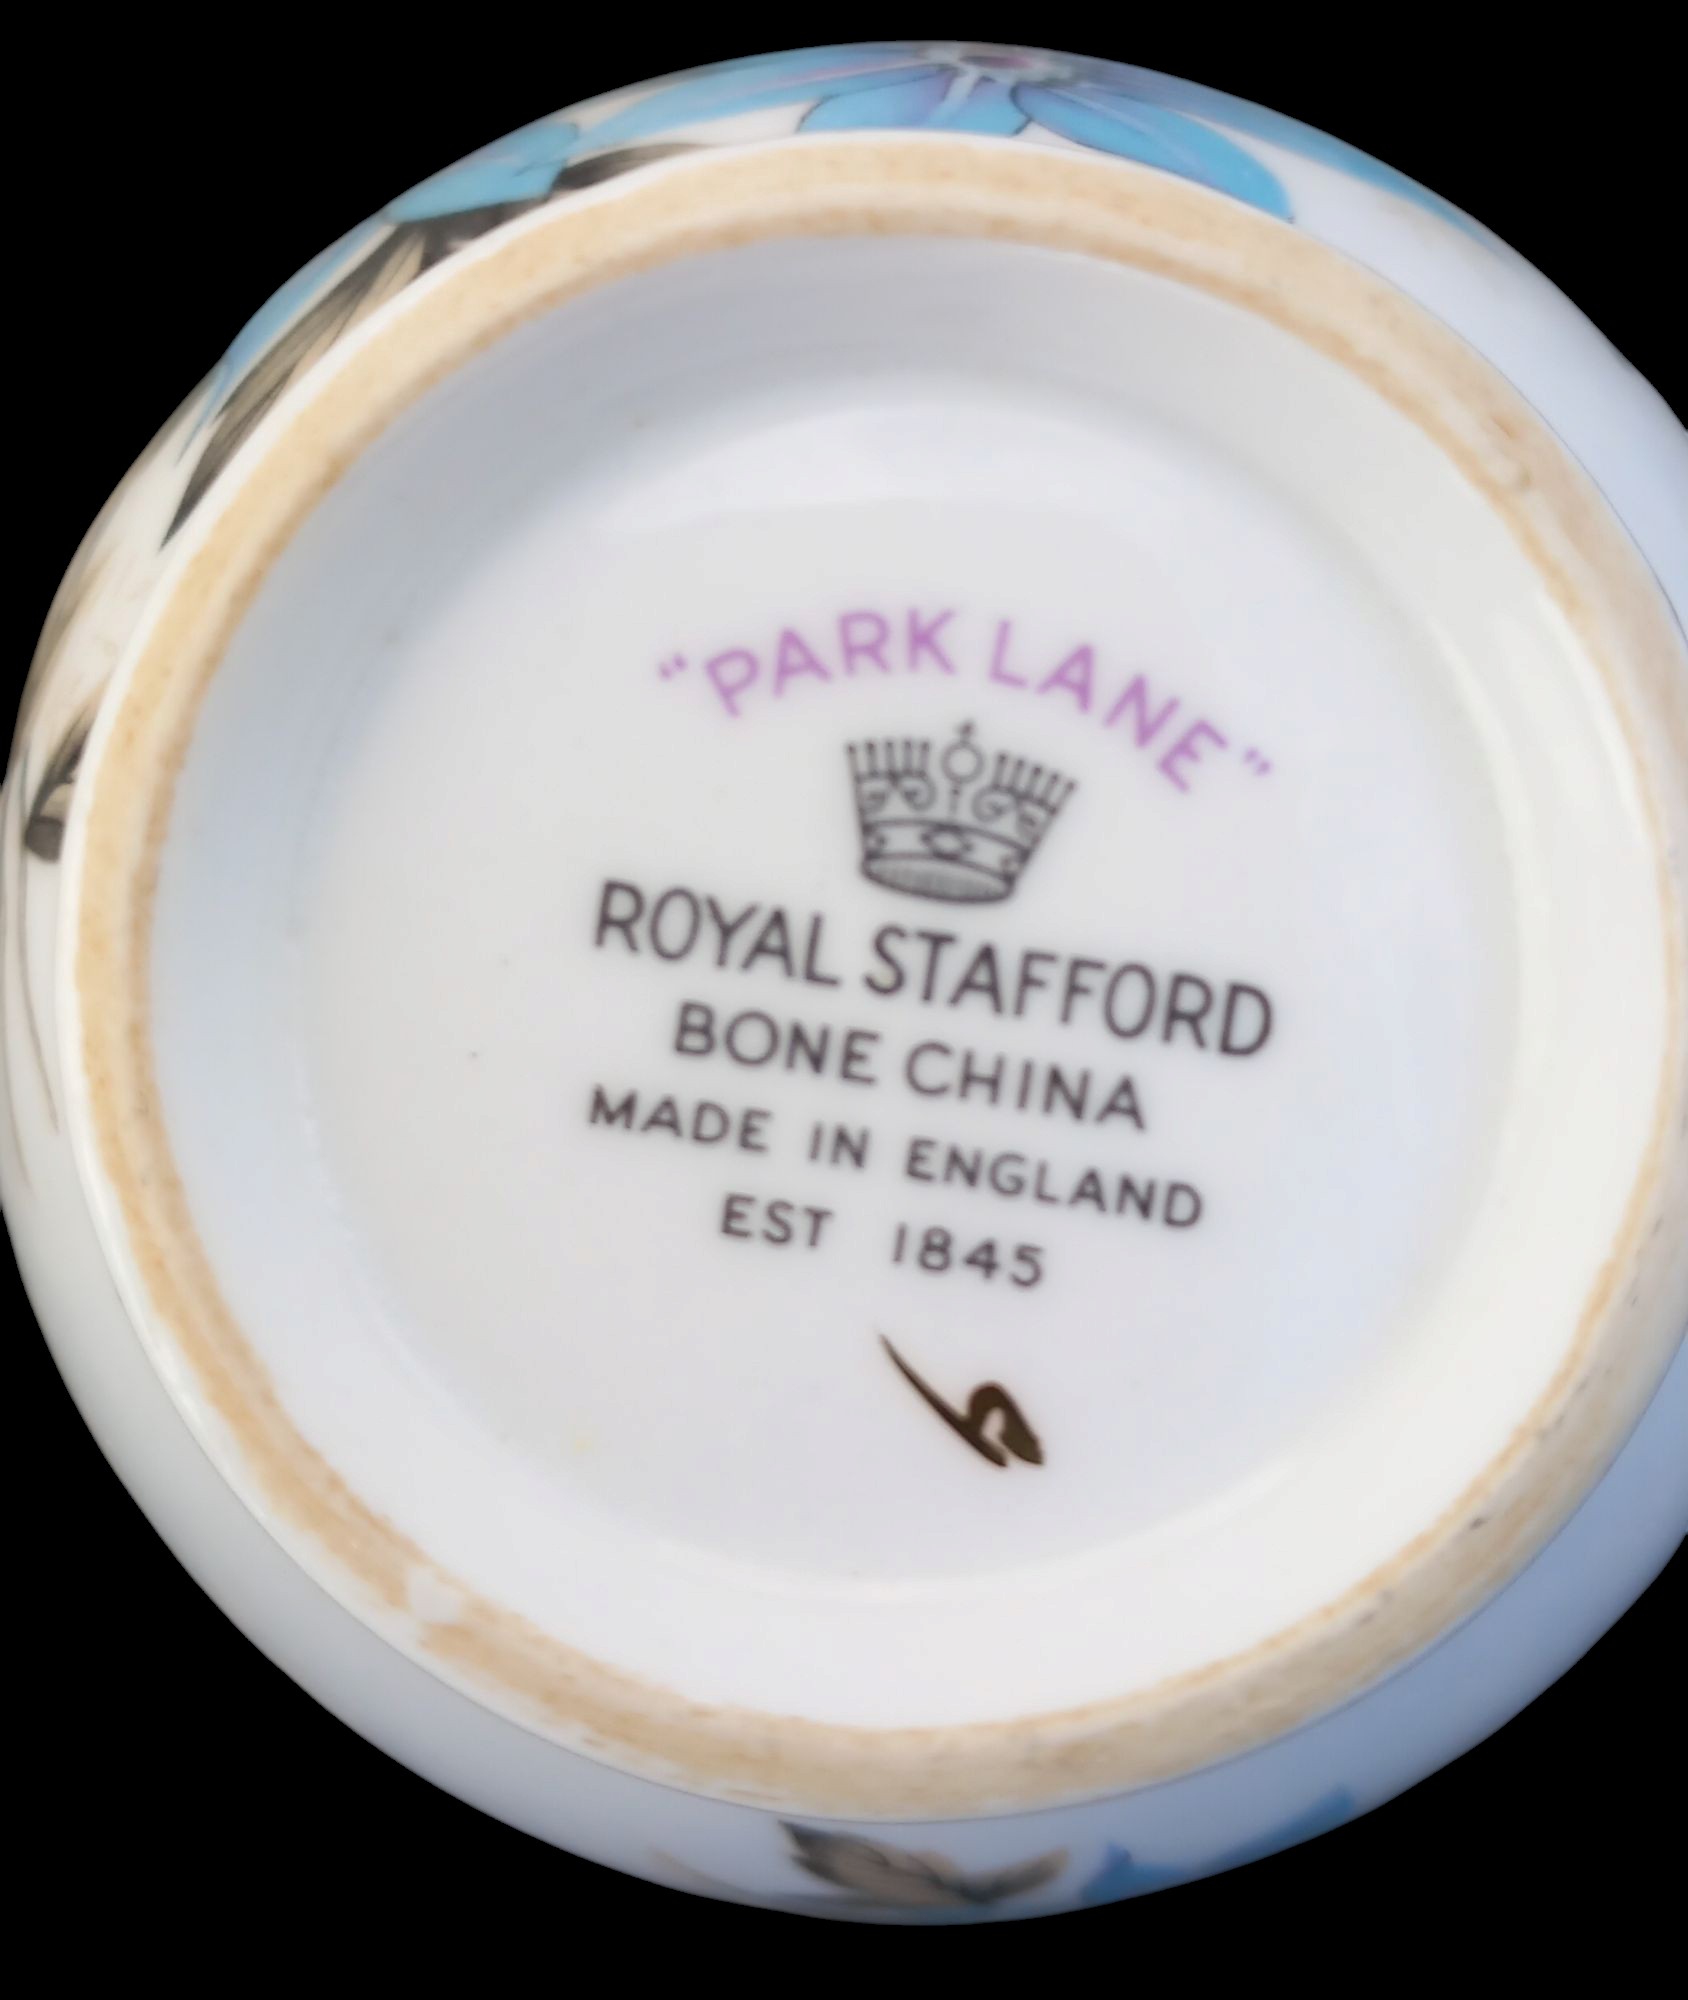 “PARK LANE”
ROYAL STAFFORD
BONE CHINA
MADE IN ENGLAND
EST 1845